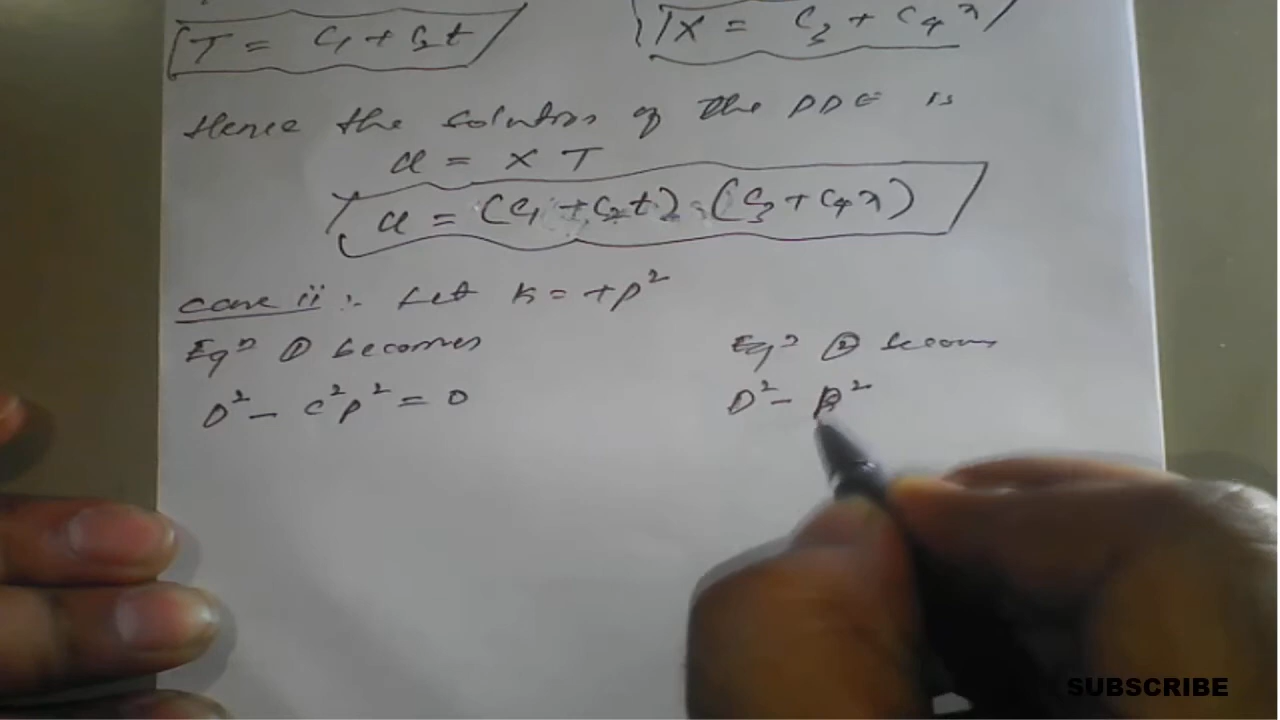 T = C1 + C2t
X = C3 + C4x
Hence the solution of the PDE is
u = X T
u = (C1 + C2t) . (C3 + C4x)
Case ii :- Let k = +p²
Eqn ① becomes
Eqn ② becomes
D² - c²p² = 0
D² - p²
SUBSCRIBE